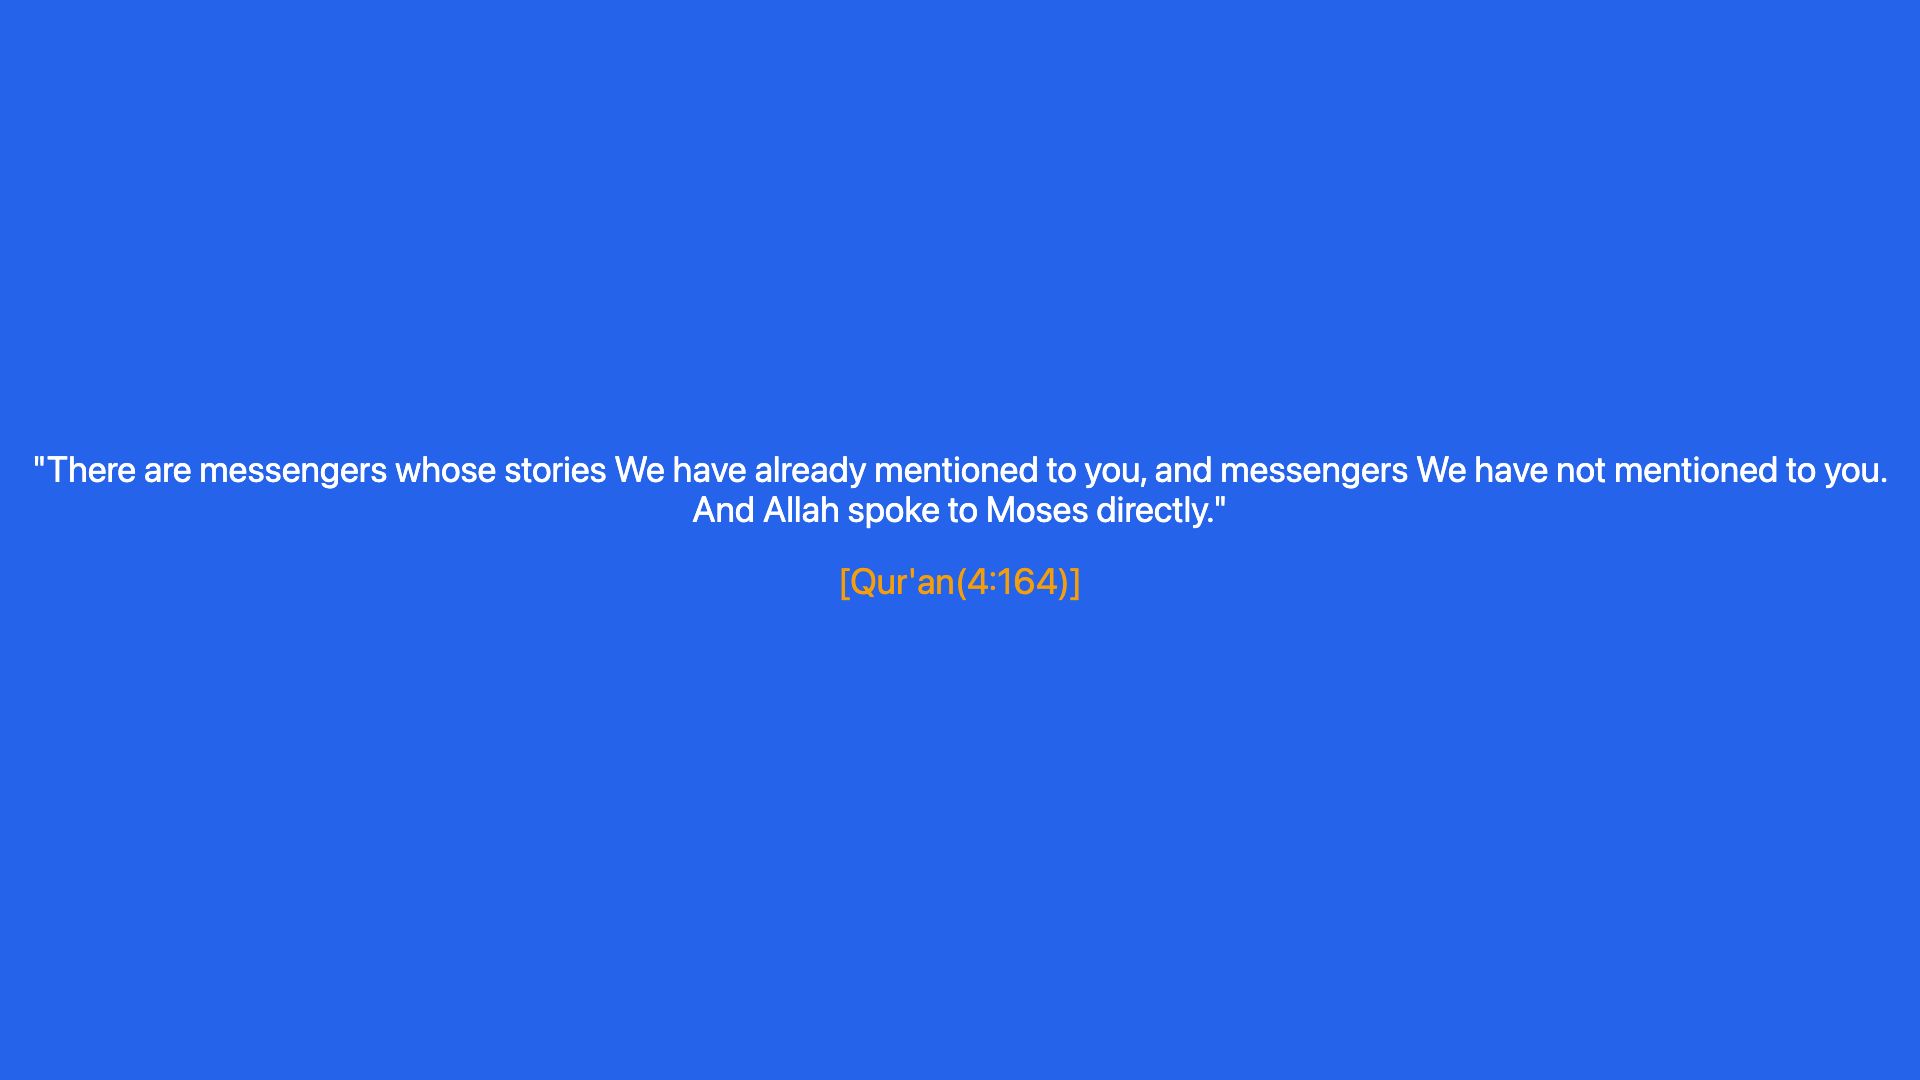 "There are messengers whose stories We have already mentioned to you, and messengers We have not mentioned to you.
And Allah spoke to Moses directly."
[Qur'an(4:164)]